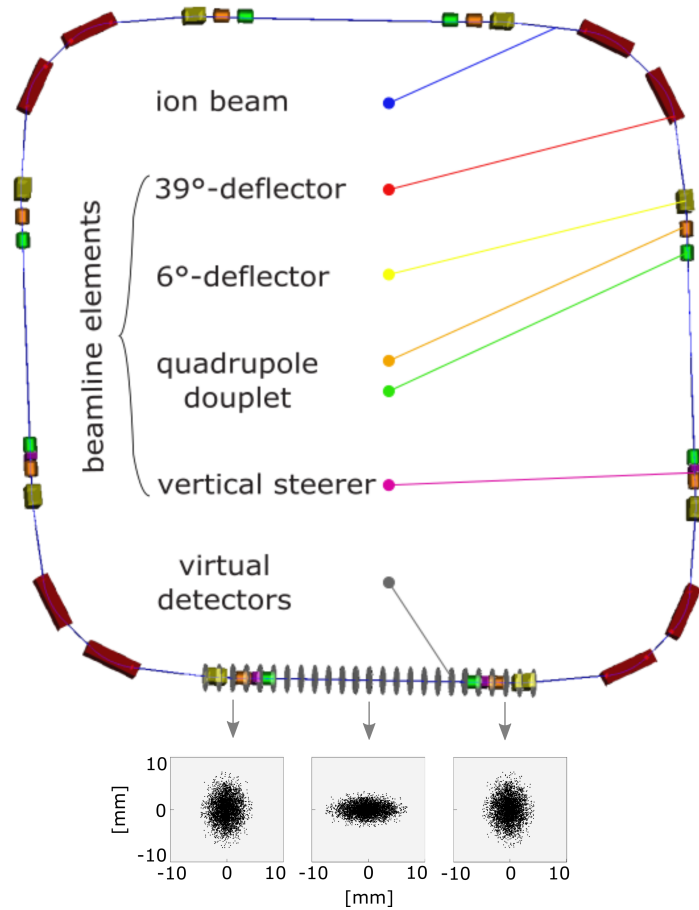 ion beam
39°-deflector
6°-deflector
quadrupole
douplet
vertical steerer
beamline elements
virtual
detectors
10
0
-10
[mm]
-10 0 10
-10 0 10
-10 0 10
[mm]